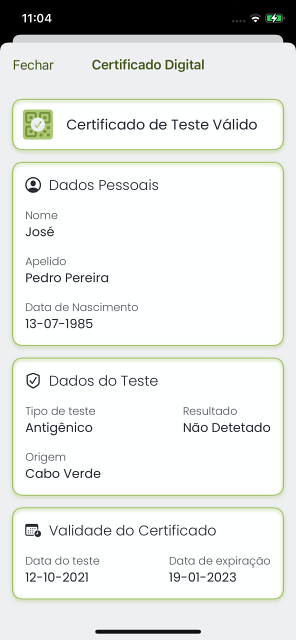 11:04
Fechar Certificado Digital
Certificado de Teste Válido
Dados Pessoais
Nome
José
Apelido
Pedro Pereira
Data de Nascimento
13-07-1985
Dados do Teste
Tipo de teste Resultado
Antigênico Não Detetado
Origem
Cabo Verde
Validade do Certificado
Data do teste Data de expiração
12-10-2021 19-01-2023